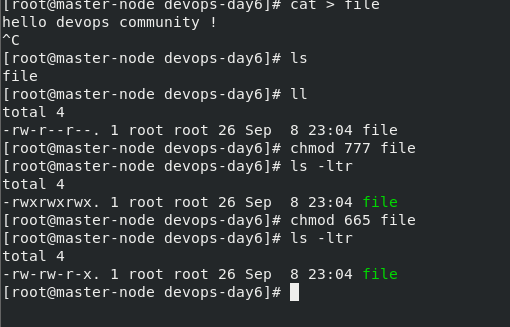 [root@master-node devops-day6]# cat > file
hello devops community !
^C
[root@master-node devops-day6]# ls
file
[root@master-node devops-day6]# ll
total 4
-rw-r--r--. 1 root root 26 Sep  8 23:04 file
[root@master-node devops-day6]# chmod 777 file
[root@master-node devops-day6]# ls -ltr
total 4
-rwxrwxrwx. 1 root root 26 Sep  8 23:04 file
[root@master-node devops-day6]# chmod 665 file
[root@master-node devops-day6]# ls -ltr
total 4
-rw-rw-r-x. 1 root root 26 Sep  8 23:04 file
[root@master-node devops-day6]#